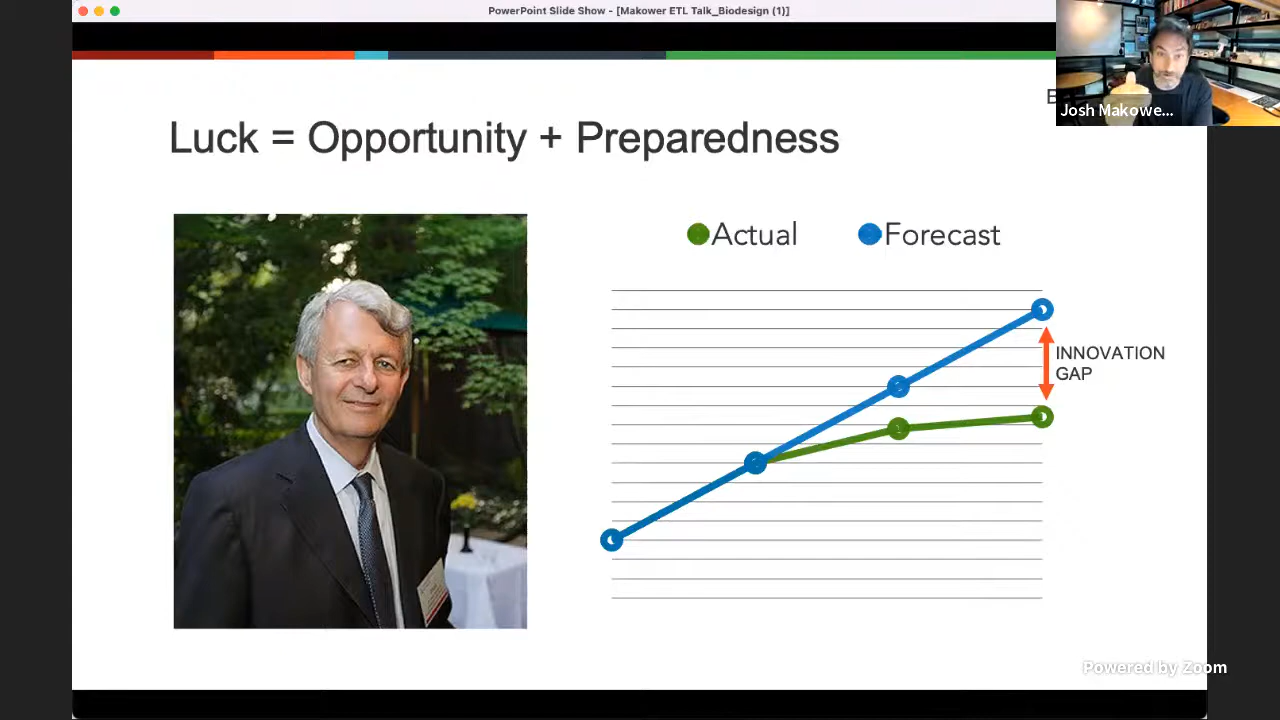 PowerPoint Slide Show - [Makower ETL Talk_Biodesign (1)]
Josh Makowe...
Luck = Opportunity + Preparedness
Actual
Forecast
INNOVATION
GAP
Powered by Zoom